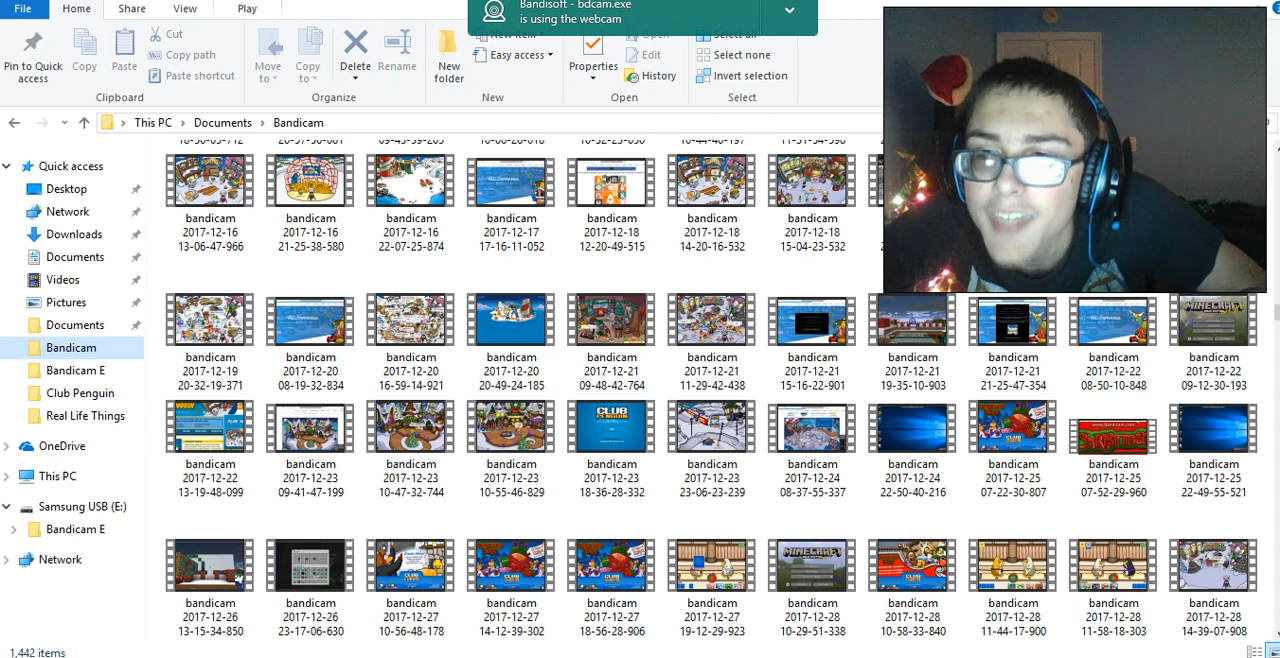 Bandisoft - bdcam.exe
is using the webcam
File Home Share View Play
Pin to Quick
access
Copy
Paste
Cut
Copy path
Paste shortcut
Clipboard
Move
to
Copy
to
Delete
Rename
Organize
New
folder
New item
Easy access
New
Properties
Open
Edit
History
Open
Select all
Select none
Invert selection
Select
This PC > Documents > Bandicam
Quick access
Desktop
Network
Downloads
Documents
Videos
Pictures
Documents
Bandicam
Bandicam E
Club Penguin
Real Life Things
OneDrive
This PC
Samsung USB (E:)
Bandicam E
Network
bandicam bandicam bandicam bandicam bandicam bandicam bandicam
2017-12-16 2017-12-16 2017-12-16 2017-12-17 2017-12-18 2017-12-18 2017-12-18
13-06-47-966 21-25-38-580 22-07-25-874 17-16-11-052 12-20-49-515 14-20-16-532 15-04-23-532
MINECRAFT
bandicam bandicam bandicam bandicam bandicam bandicam bandicam bandicam bandicam bandicam bandicam
2017-12-19 2017-12-20 2017-12-20 2017-12-20 2017-12-21 2017-12-21 2017-12-21 2017-12-21 2017-12-21 2017-12-22 2017-12-22
20-32-19-371 08-19-32-834 16-59-14-921 20-49-24-185 09-48-42-764 11-29-42-438 15-16-22-901 19-35-10-903 21-25-47-354 08-50-10-848 09-12-30-193
CLUB
PENGUIN
bandicam bandicam bandicam bandicam bandicam bandicam bandicam bandicam bandicam bandicam bandicam
2017-12-22 2017-12-23 2017-12-23 2017-12-23 2017-12-23 2017-12-23 2017-12-24 2017-12-24 2017-12-25 2017-12-25 2017-12-25
13-19-48-099 09-41-47-199 10-47-32-744 10-55-46-829 18-36-28-332 23-06-23-239 08-37-55-337 22-50-40-216 07-22-30-807 07-52-29-960 22-49-55-521
MINECRAFT
bandicam bandicam bandicam bandicam bandicam bandicam bandicam bandicam bandicam bandicam bandicam
2017-12-26 2017-12-26 2017-12-27 2017-12-27 2017-12-27 2017-12-27 2017-12-28 2017-12-28 2017-12-28 2017-12-28 2017-12-28
13-15-34-850 23-17-06-630 10-56-48-178 14-12-39-302 18-56-28-906 19-12-29-923 10-29-51-338 10-58-33-840 11-44-17-900 11-58-18-303 14-39-07-908
1,442 items